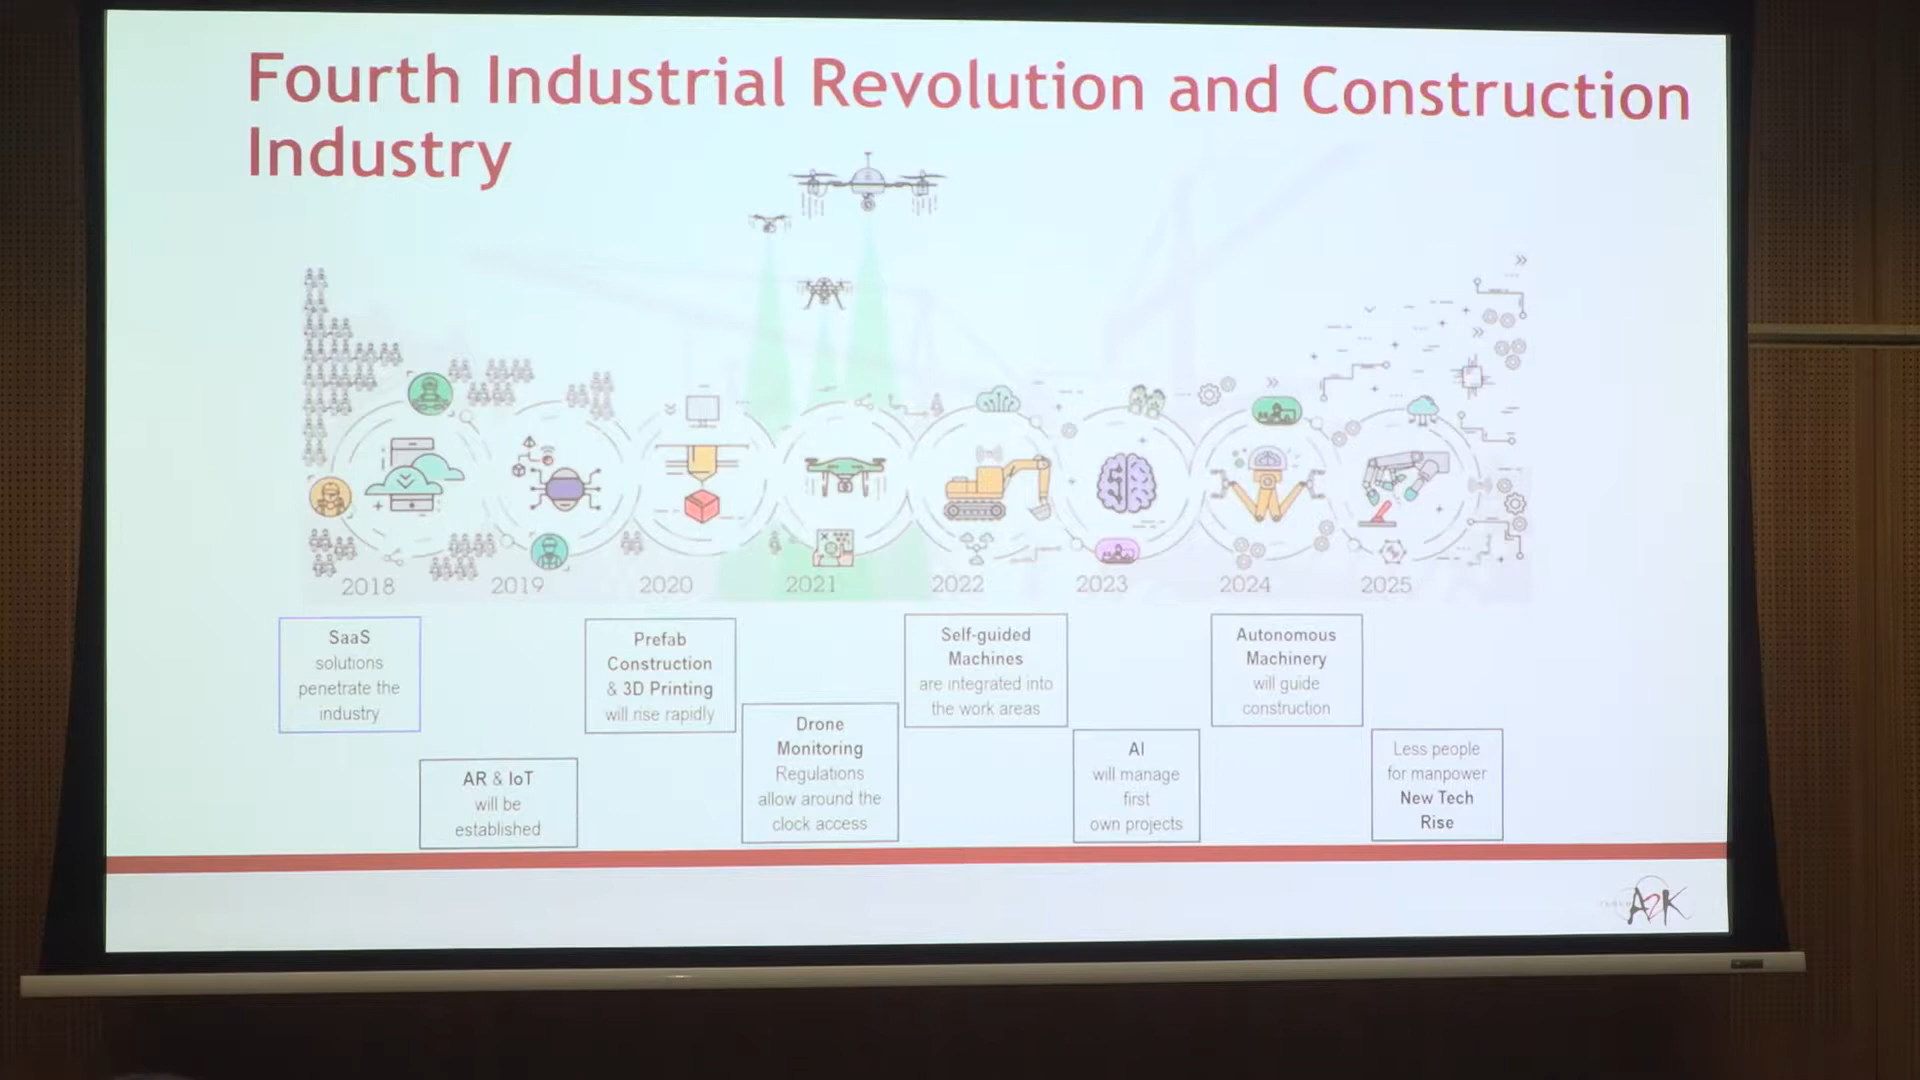 Fourth Industrial Revolution and Construction
Industry
2018
2019
2020
2021
2022
2023
2024
2025
SaaS
solutions
penetrate the
industry
AR & IoT
will be
established
Prefab
Construction
& 3D Printing
will rise rapidly
Drone
Monitoring
Regulations
allow around the
clock access
Self-guided
Machines
are integrated into
the work areas
AI
will manage
first
own projects
Autonomous
Machinery
will guide
construction
Less people
for manpower
New Tech
Rise
A2K